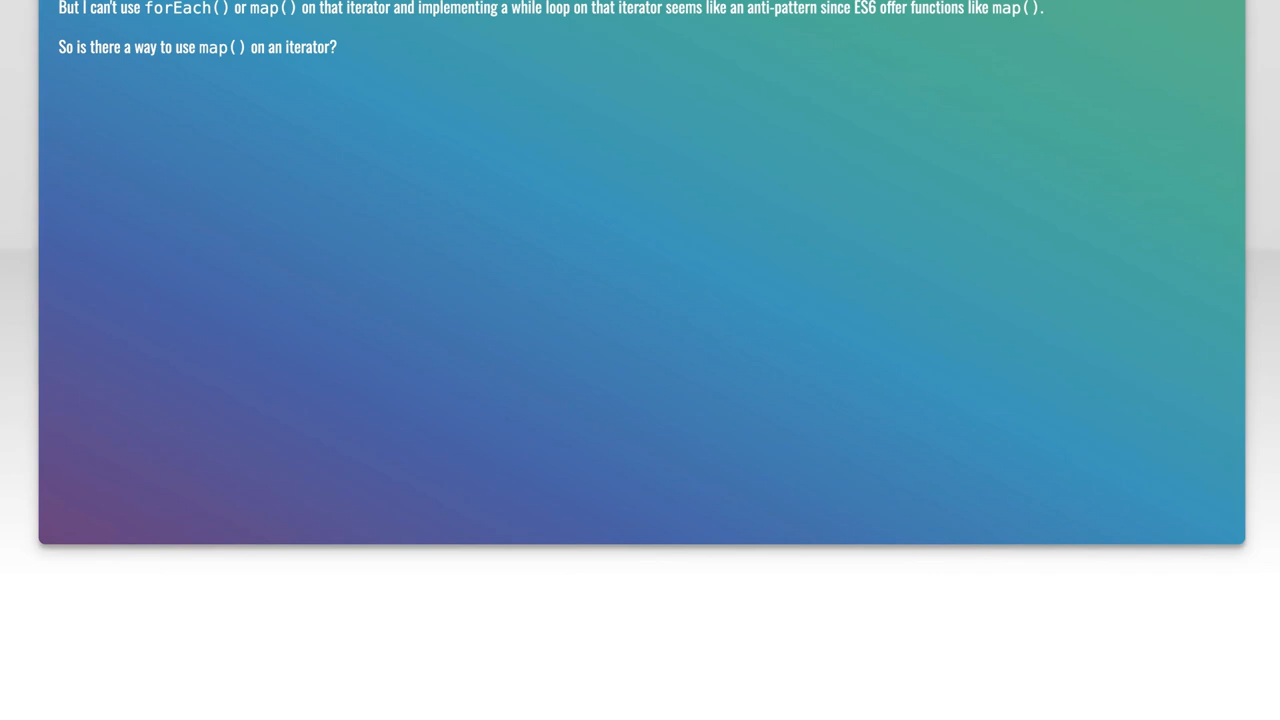 But I can't use forEach() or map() on that iterator and implementing a while loop on that iterator seems like an anti-pattern since ES6 offer functions like map().
So is there a way to use map() on an iterator?